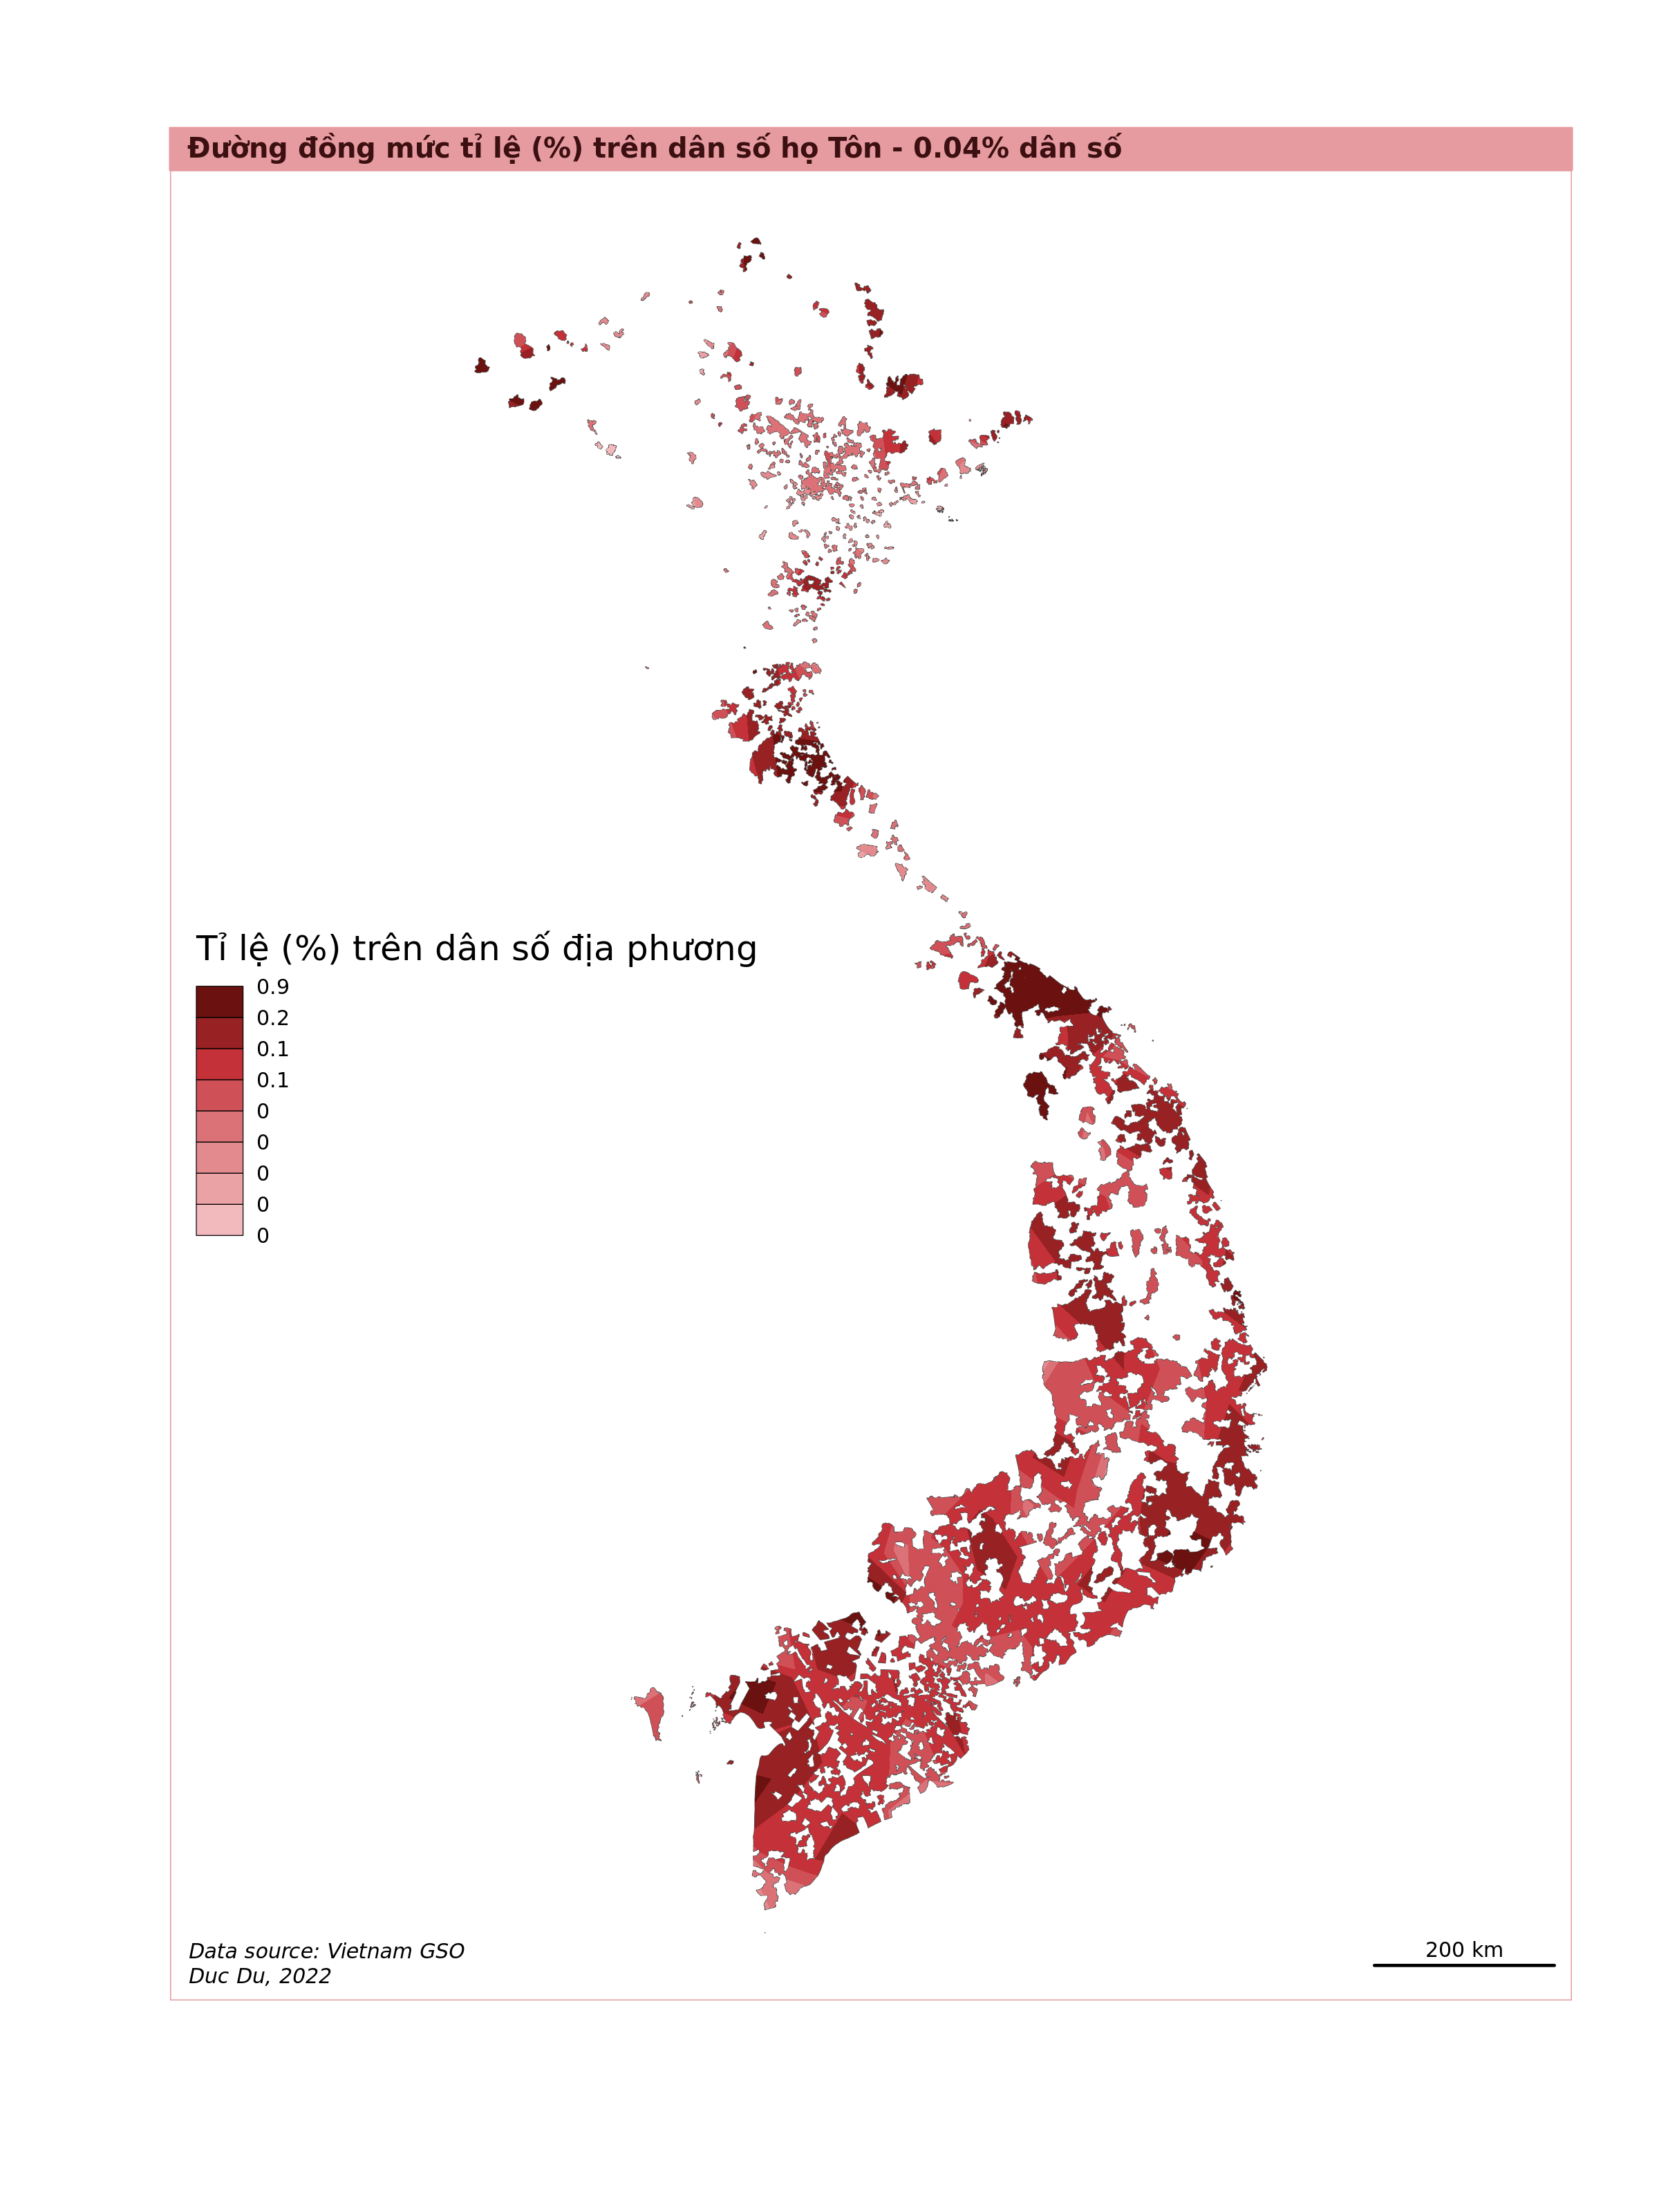 Đường đồng mức tỉ lệ (%) trên dân số họ Tôn - 0.04% dân số
Tỉ lệ (%) trên dân số địa phương
0.9
0.2
0.1
0.1
0
0
0
0
0
Data source: Vietnam GSO
Duc Du, 2022
200 km